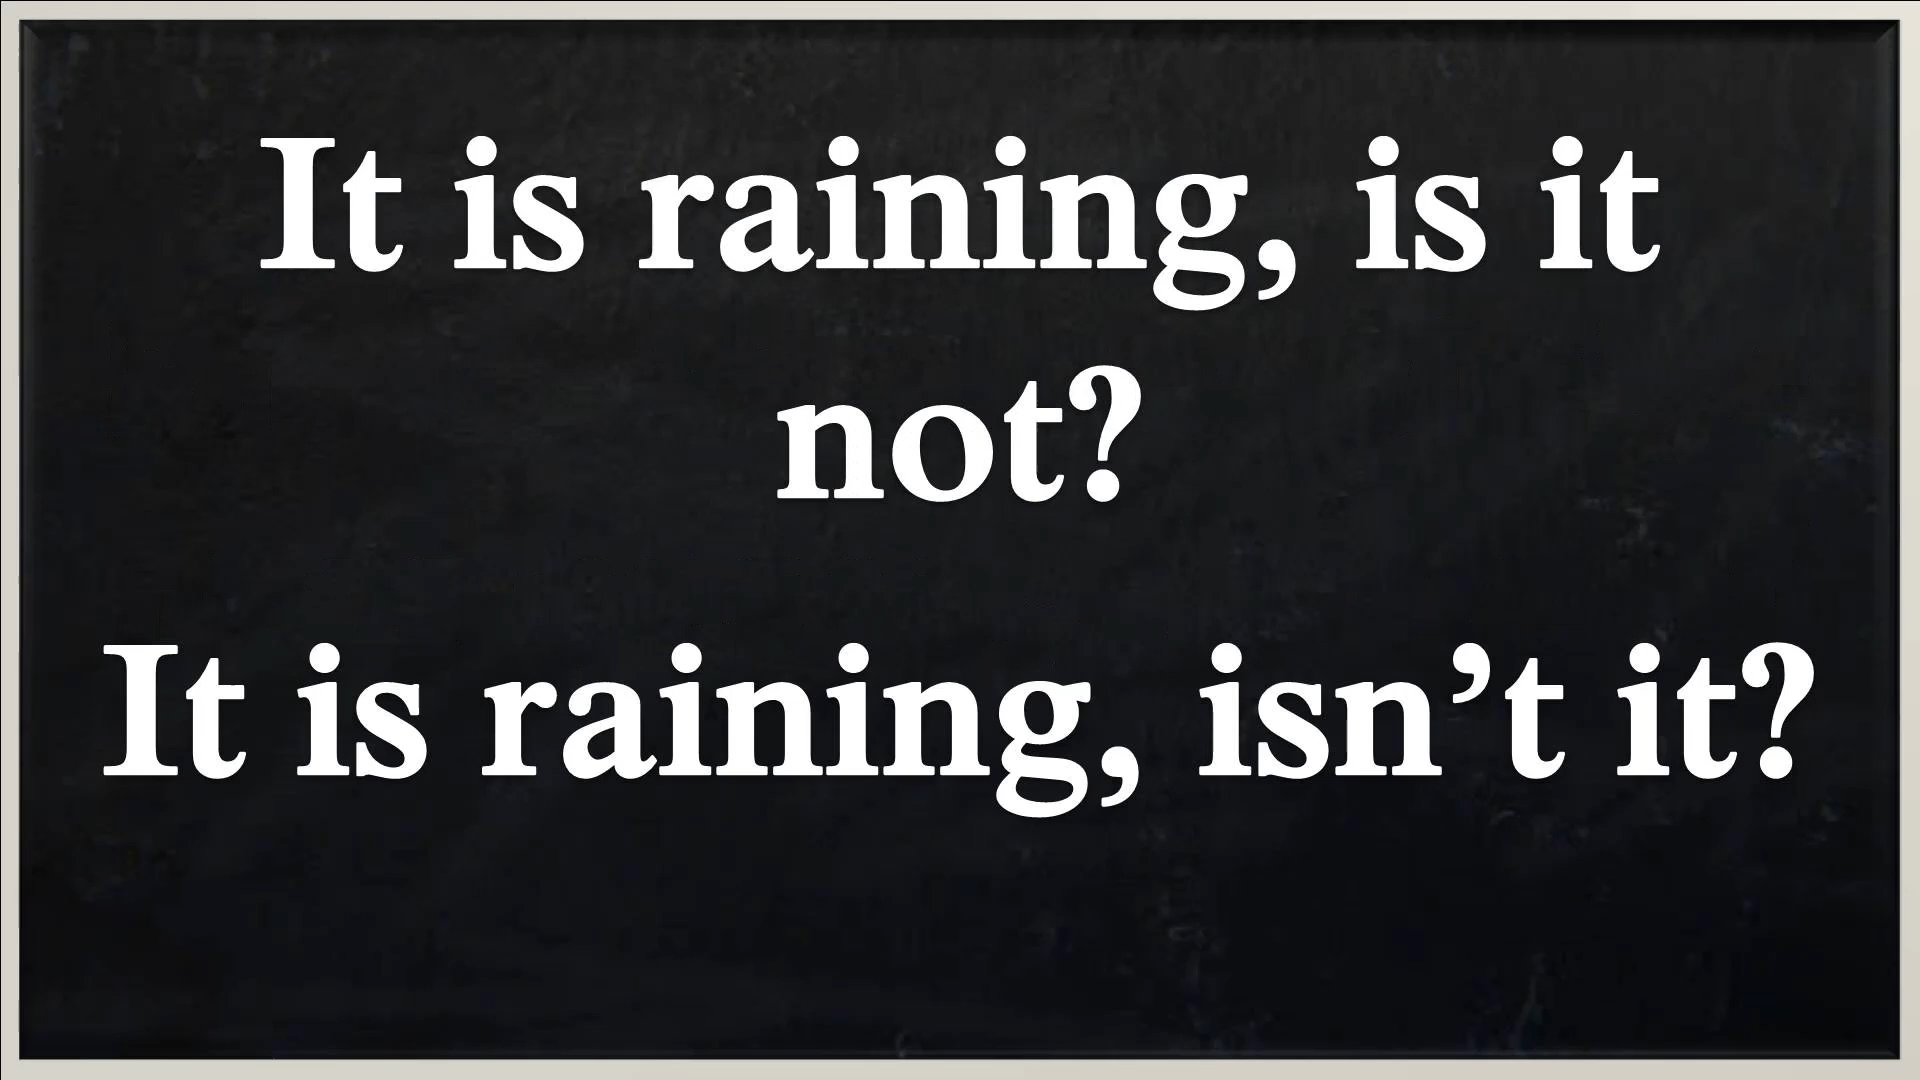 It is raining, is it
not?
It is raining, isn’t it?